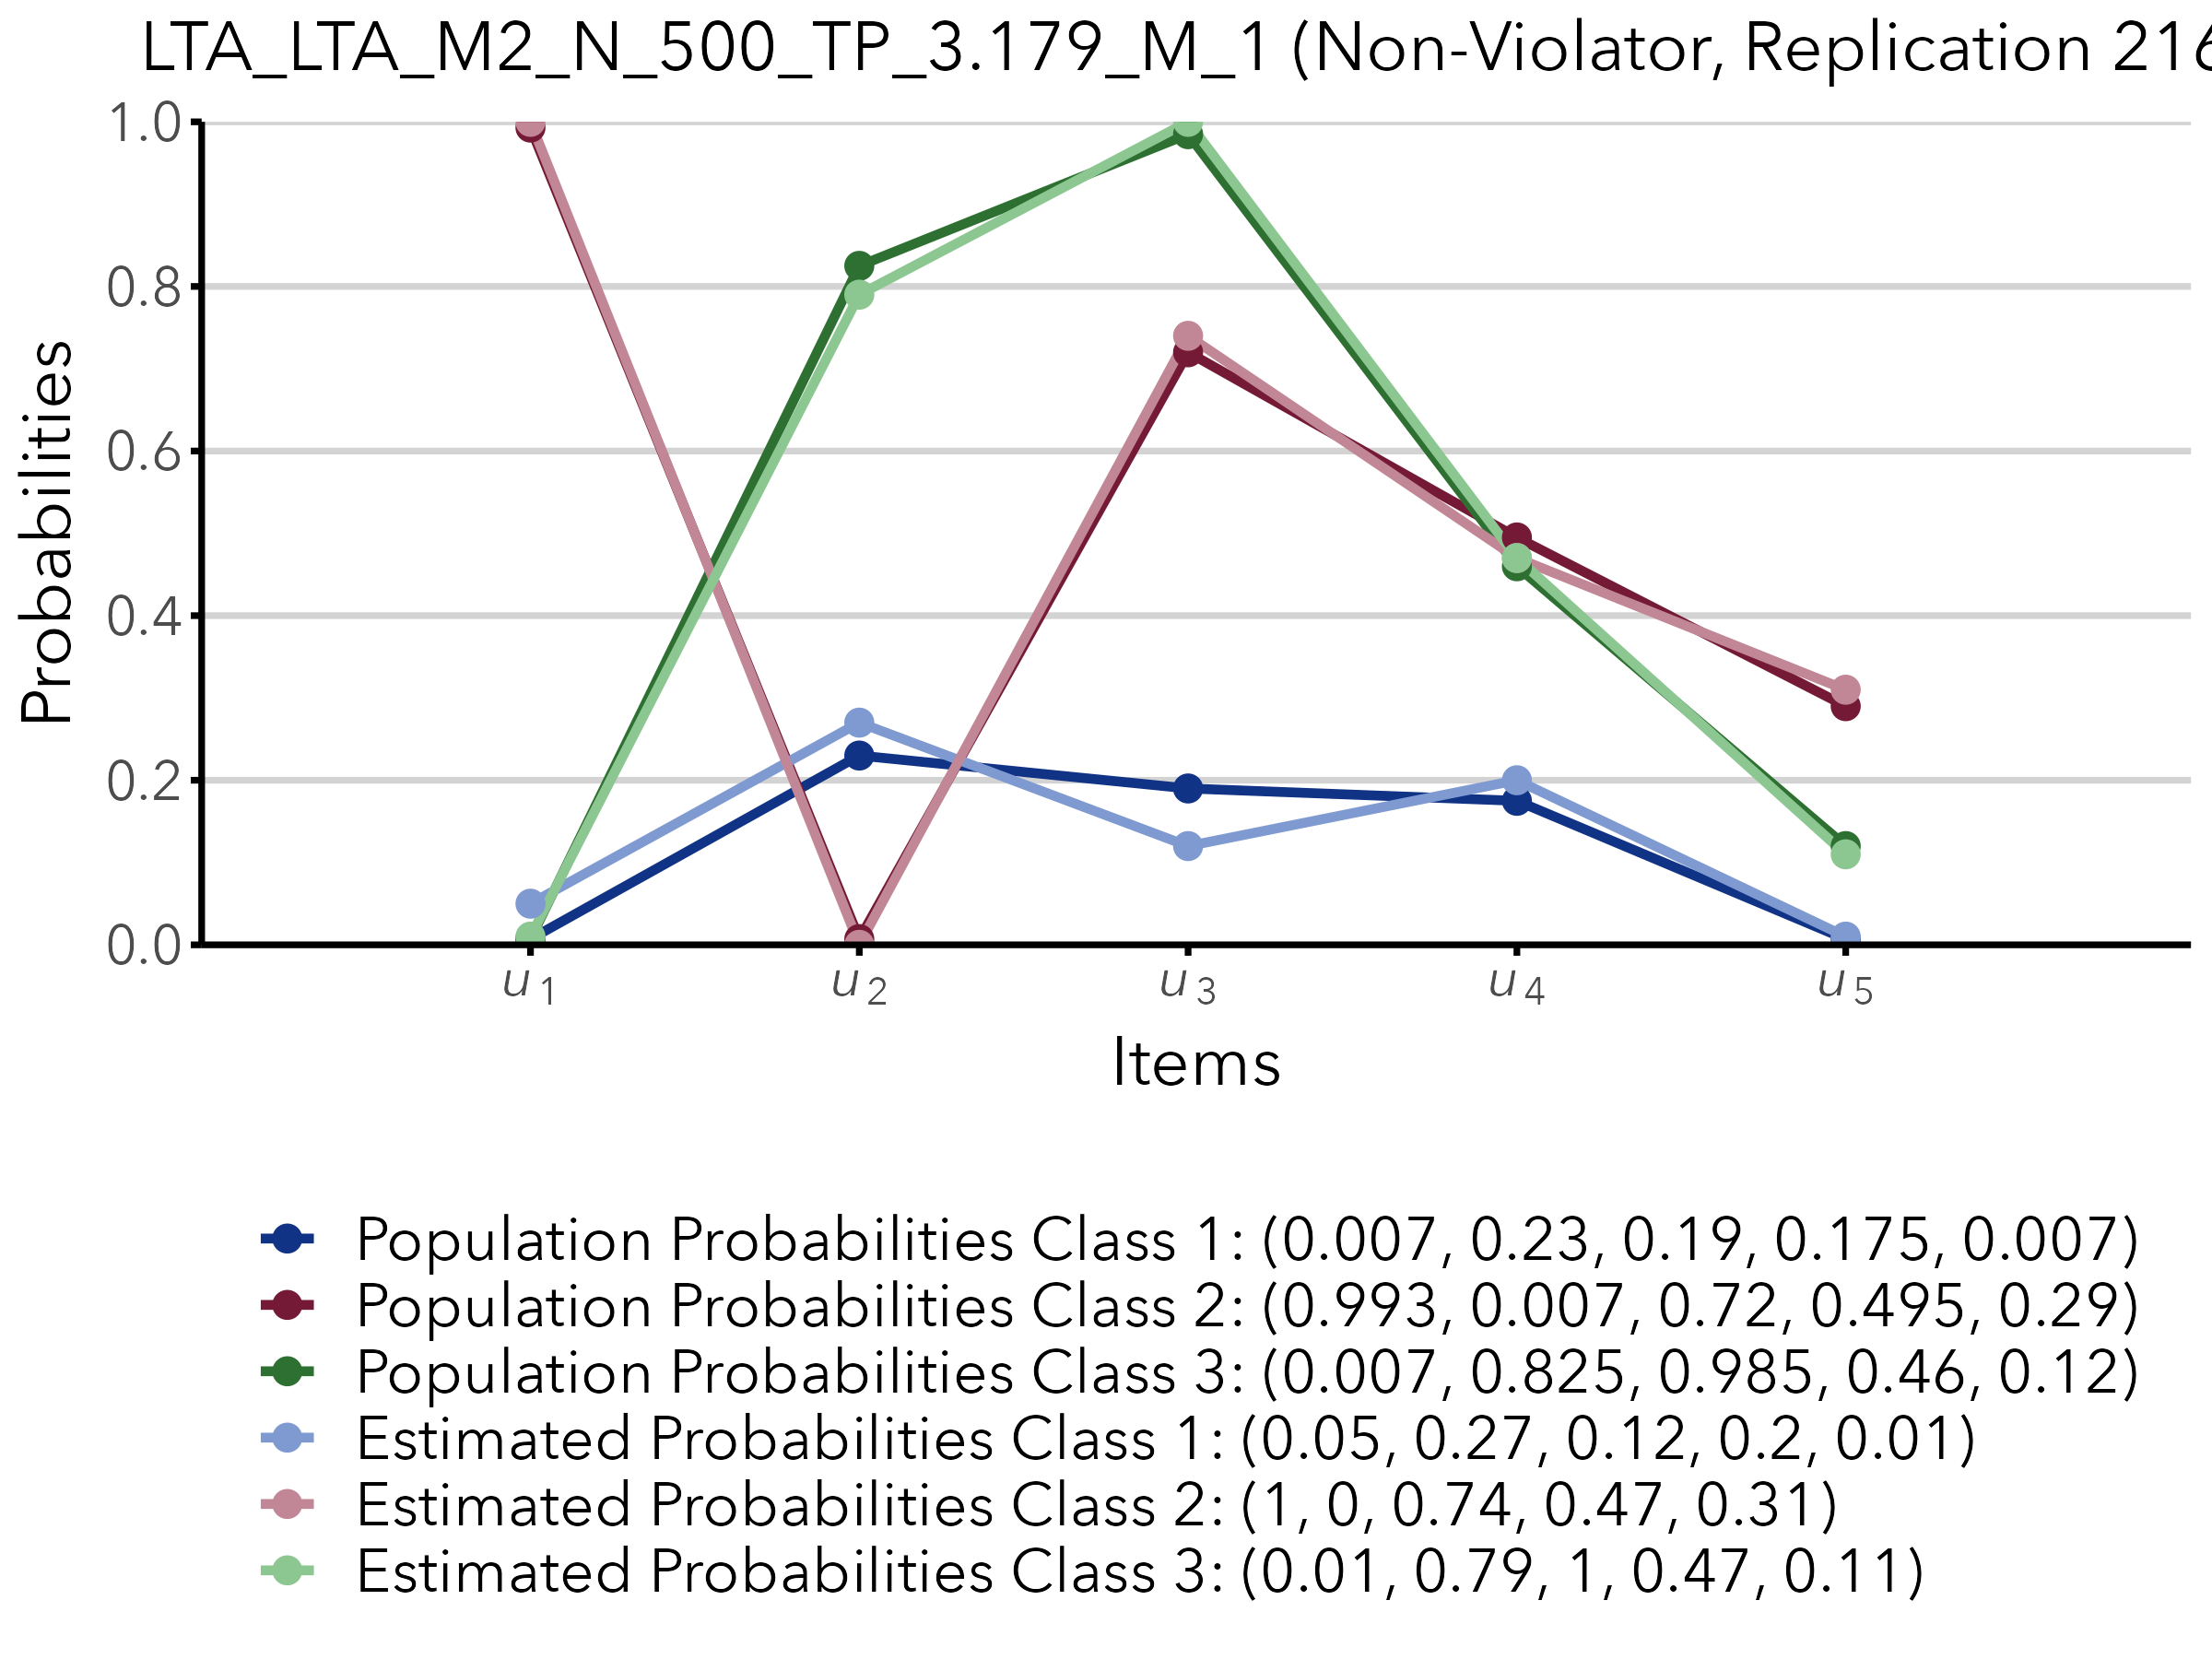 LTA_LTA_M2_N_500_TP_3.179_M_1 (Non-Violator, Replication 216
Probabilities
1.0
0.8
0.6
0.4
0.2
0.0
u1 u2 u3 u4 u5
Items
Population Probabilities Class 1: (0.007, 0.23, 0.19, 0.175, 0.007)
Population Probabilities Class 2: (0.993, 0.007, 0.72, 0.495, 0.29)
Population Probabilities Class 3: (0.007, 0.825, 0.985, 0.46, 0.12)
Estimated Probabilities Class 1: (0.05, 0.27, 0.12, 0.2, 0.01)
Estimated Probabilities Class 2: (1, 0, 0.74, 0.47, 0.31)
Estimated Probabilities Class 3: (0.01, 0.79, 1, 0.47, 0.11)